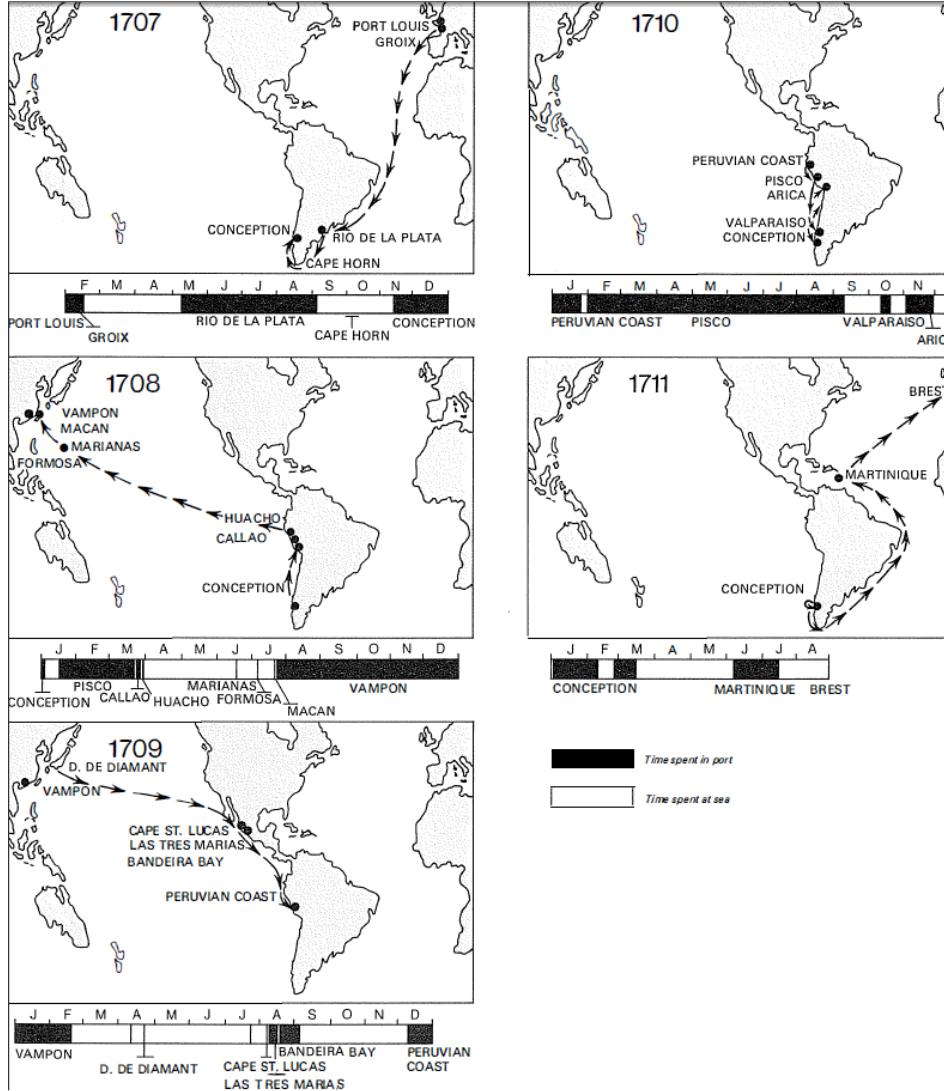 1707
PORT LOUIS
GROIX
CONCEPTION
RIO DE LA PLATA
CAPE HORN
F M A M J J A S O N D
PORT LOUIS
GROIX
RIO DE LA PLATA
CAPE HORN
CONCEPTION
1710
PERUVIAN COAST
PISCO
ARICA
VALPARAISO
CONCEPTION
J F M A M J J A S O N D
PERUVIAN COAST
PISCO
VALPARAISO
ARIC
1708
VAMPON
MACAN
MARIANAS
FORMOSA
HUACHO
CALLAO
CONCEPTION
J F M A M J J A S O N D
CONCEPTION
PISCO
CALLAO
HUACHO
MARIANAS
FORMOSA
MACAN
VAMPON
1711
BREST
MARTINIQUE
CONCEPTION
J F M A M J J A
CONCEPTION
MARTINIQUE
BREST
1709
D. DE DIAMANT
VAMPON
CAPE ST. LUCAS
LAS TRES MARIAS
BANDEIRA BAY
PERUVIAN COAST
J F M A M J J A S O N D
VAMPON
D. DE DIAMANT
CAPE ST. LUCAS
LAS TRES MARIAS
BANDEIRA BAY
PERUVIAN
COAST
Time spent in port
Time spent at sea